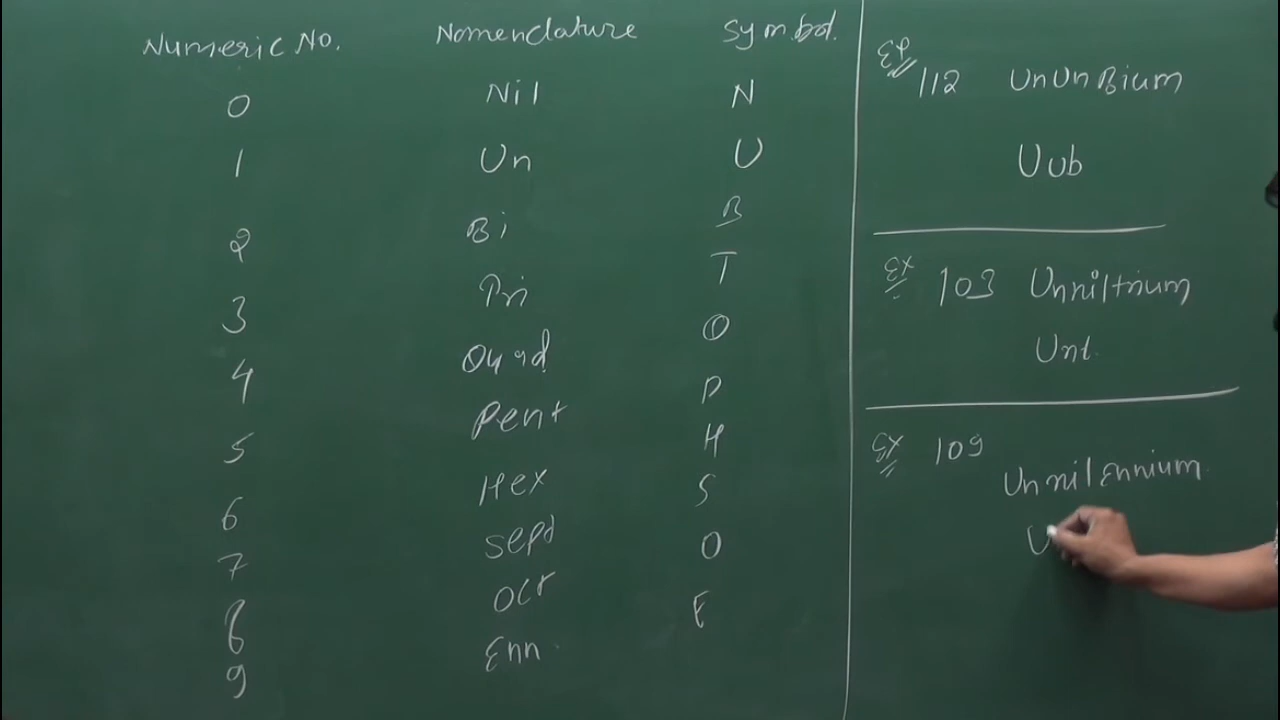 Numeric No. Nomenclature Symbol.
0 Nil N
1 Un U
2 Bi B
3 Tri T
4 Quad Q
5 Pent P
6 Hex H
7 Sept S
8 Oct O
9 Enn E
Ex 112 UnUnBium
Uub
Ex 103 Unniltrium
Unt
Ex 109
UnnilEnnium
U